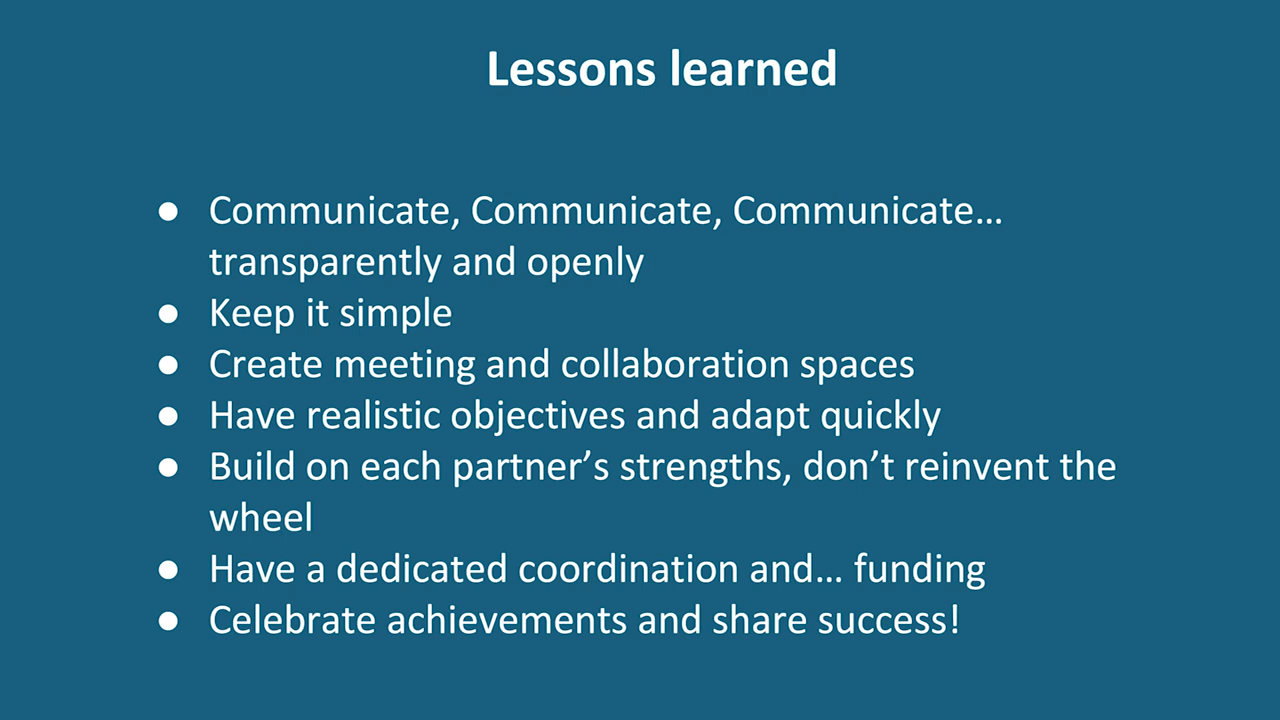 Lessons learned
● Communicate, Communicate, Communicate…
transparently and openly
● Keep it simple
● Create meeting and collaboration spaces
● Have realistic objectives and adapt quickly
● Build on each partner’s strengths, don’t reinvent the
wheel
● Have a dedicated coordination and… funding
● Celebrate achievements and share success!